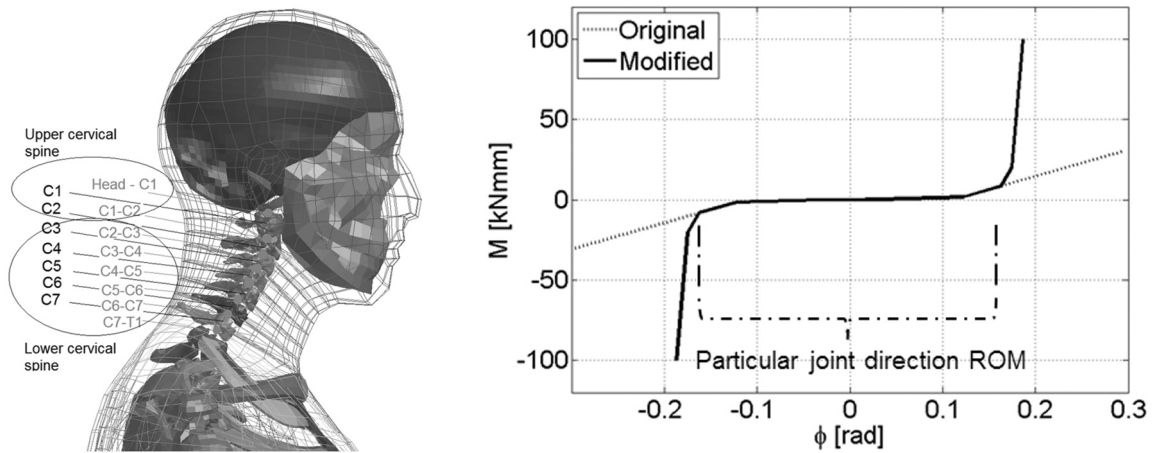 Upper cervical
spine
Head - C1
C1
C1-C2
C2
C2-C3
C3
C3-C4
C4
C4-C5
C5
C5-C6
C6
C6-C7
C7
C7-T1
Lower cervical
spine
Original
Modified
100
50
0
-50
-100
M [kNmm]
Particular joint direction ROM
-0.2 -0.1 0 0.1 0.2 0.3
ϕ [rad]